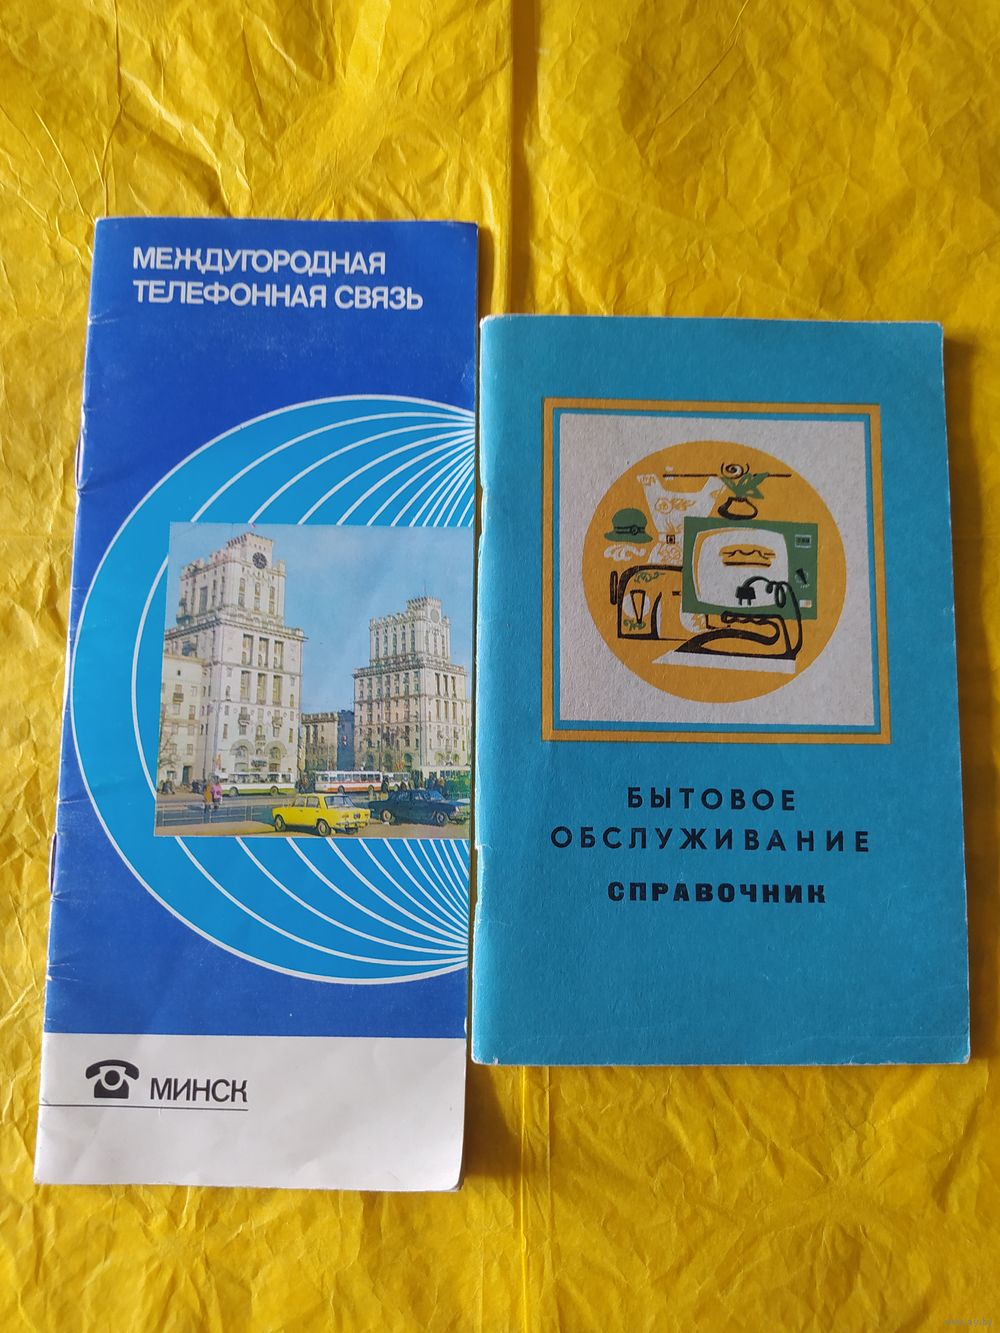 МЕЖДУГОРОДНАЯ
ТЕЛЕФОННАЯ СВЯЗЬ
МИНСК
БЫТОВОЕ
ОБСЛУЖИВАНИЕ
СПРАВОЧНИК